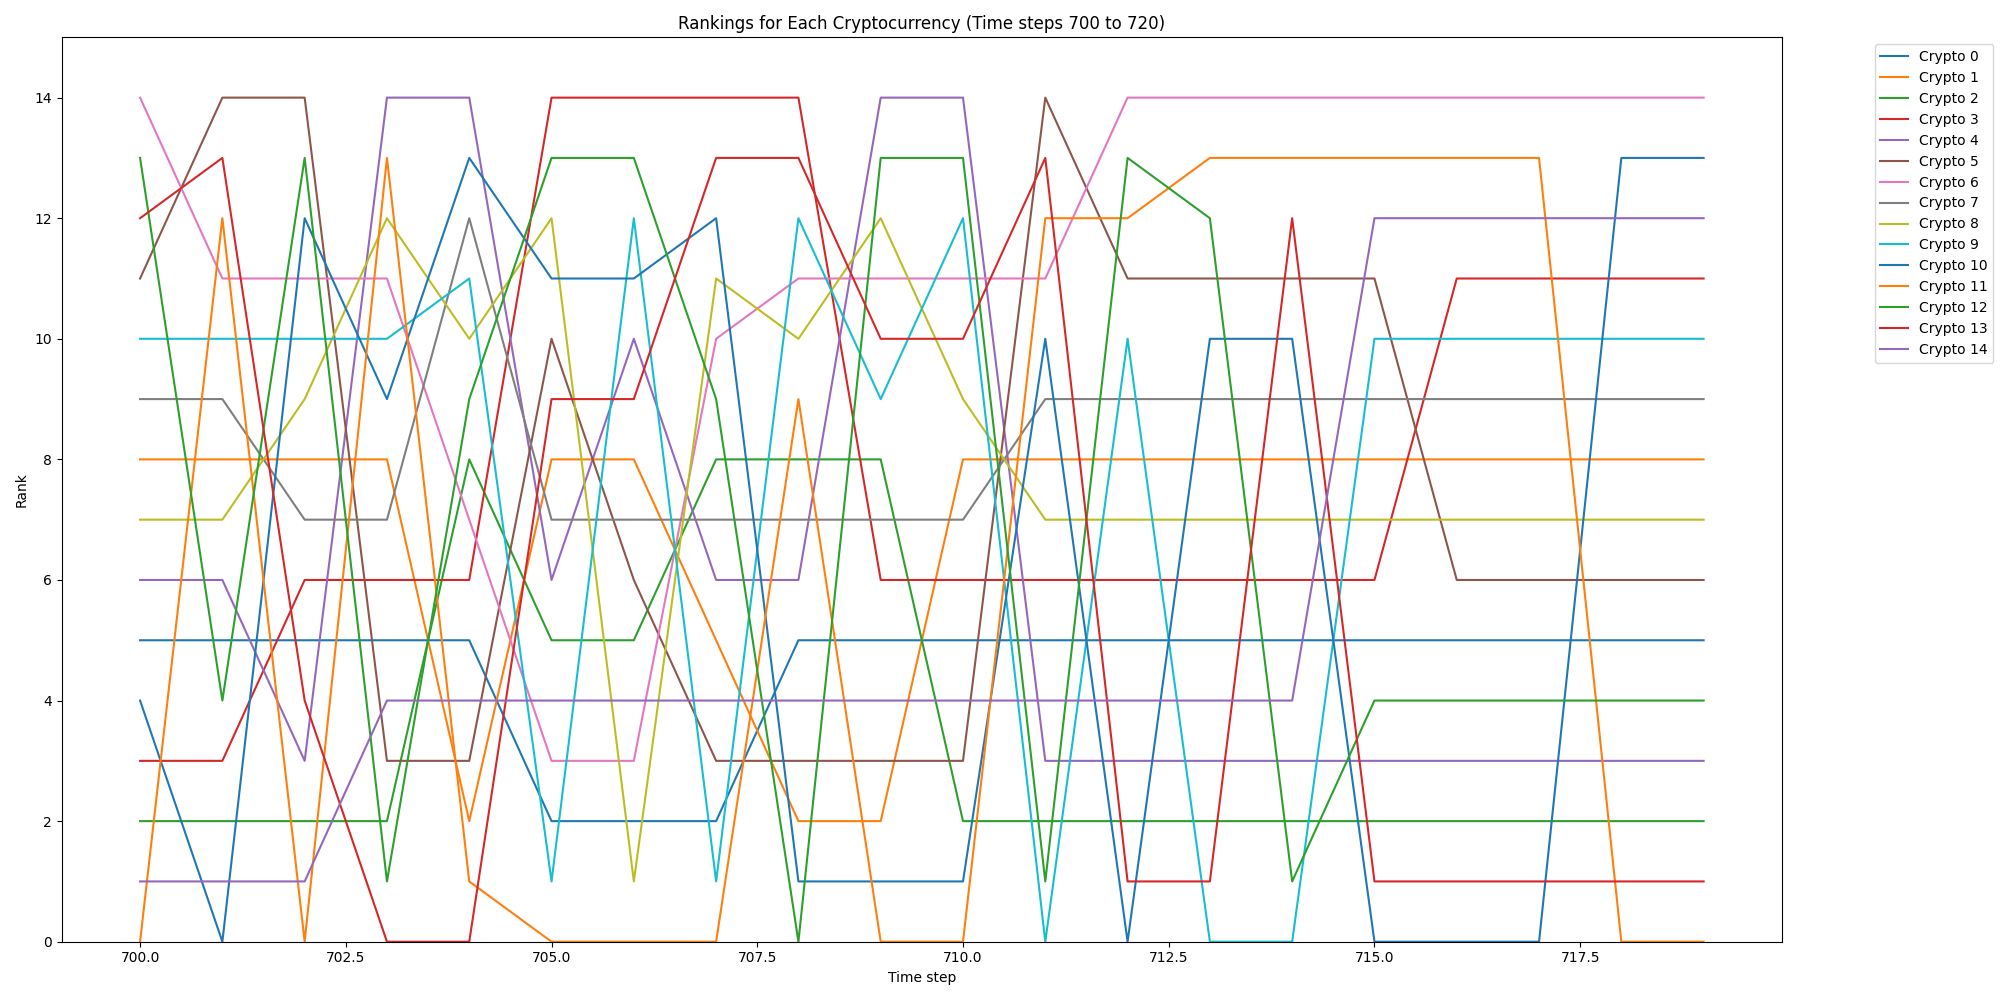 Rankings for Each Cryptocurrency (Time steps 700 to 720)
Rank
14
12
10
8
6
4
2
0
700.0
702.5
705.0
707.5
710.0
712.5
715.0
717.5
Time step
Crypto 0
Crypto 1
Crypto 2
Crypto 3
Crypto 4
Crypto 5
Crypto 6
Crypto 7
Crypto 8
Crypto 9
Crypto 10
Crypto 11
Crypto 12
Crypto 13
Crypto 14